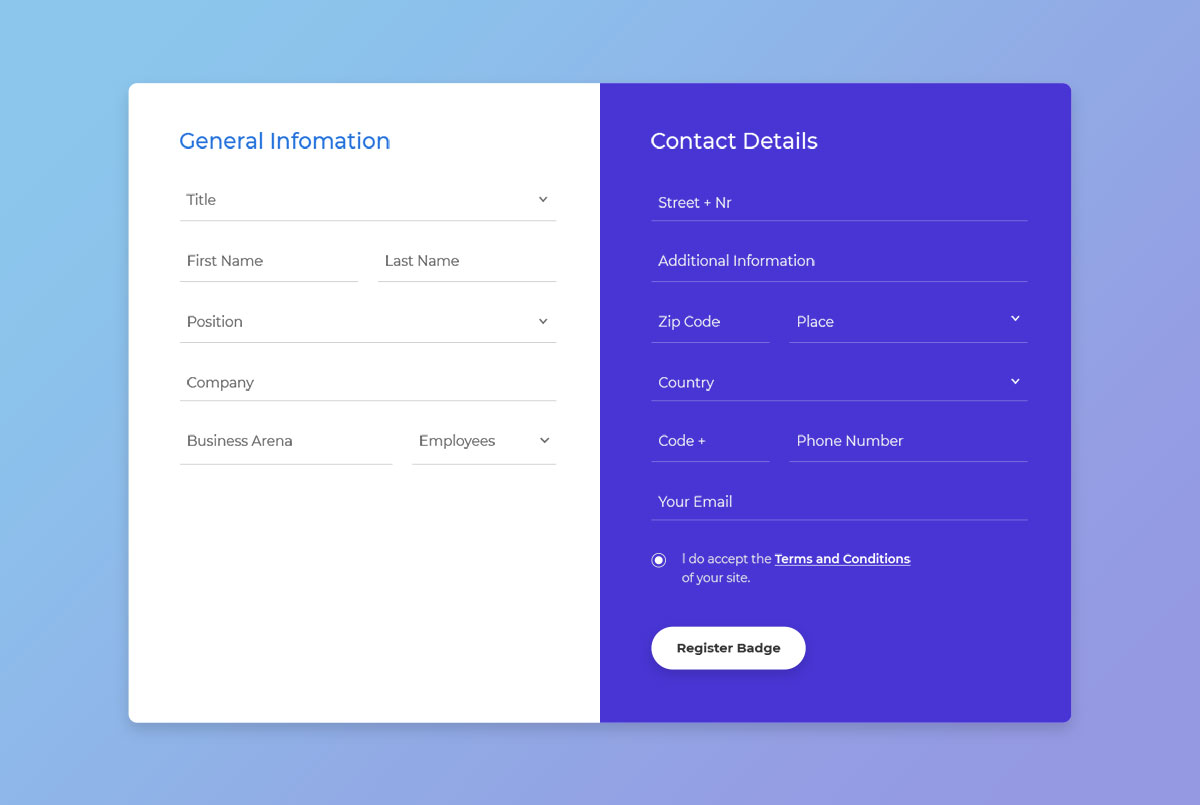 General Infomation
Title
First Name
Last Name
Position
Company
Business Arena
Employees
Contact Details
Street + Nr
Additional Information
Zip Code
Place
Country
Code +
Phone Number
Your Email
I do accept the Terms and Conditions
of your site.
Register Badge